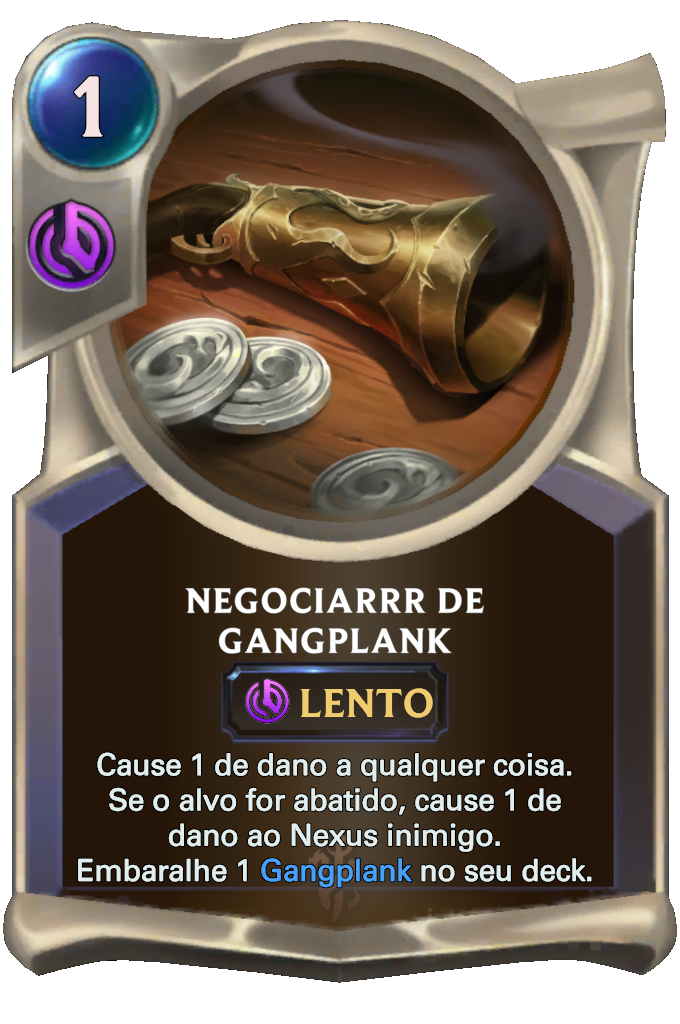 1
NEGOCIARRR DE
GANGPLANK
LENTO
Cause 1 de dano a qualquer coisa.
Se o alvo for abatido, cause 1 de
dano ao Nexus inimigo.
Embaralhe 1 Gangplank no seu deck.